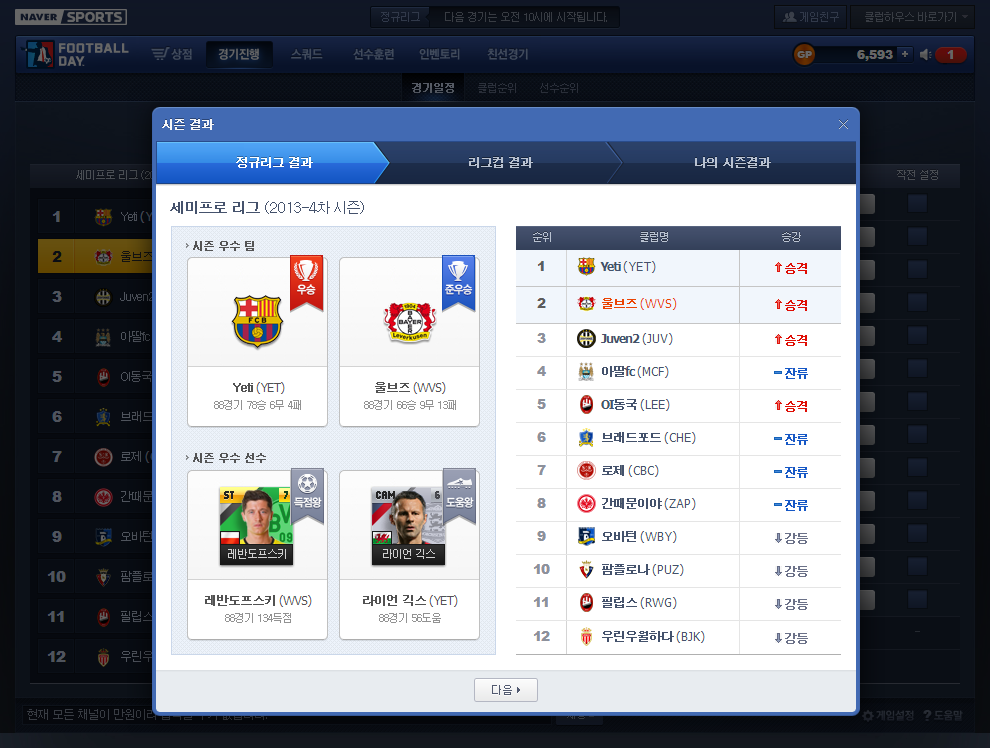 NAVER SPORTS
정규리그 다음 경기는 오전 10시에 시작됩니다.
게임친구 클럽하우스 바로가기
FOOTBALL DAY.
상점 경기진행 스쿼드 선수훈련 인벤토리 친선경기
GP 6,593 + 1
경기일정 클럽순위 선수순위
시즌 결과
정규리그 결과 리그컵 결과 나의 시즌결과
세미프로 리그 (2013-4차 시즌)
시즌 우수 팀
우승
FCB
Yeti (YET)
88경기 78승 6무 4패
준우승
1904 BAYER Leverkusen
울브즈 (WVS)
88경기 66승 9무 13패
시즌 우수 선수
ST 7
득점왕
레반도프스키
레반도프스키 (WVS)
88경기 134득점
CAM 6
도움왕
라이언 긱스
라이언 긱스 (YET)
88경기 56도움
순위 클럽명 승강
1 Yeti (YET) 승격
2 울브즈 (WVS) 승격
3 Juven2 (JUV) 승격
4 아딸fc (MCF) 잔류
5 OI동국 (LEE) 승격
6 브래드포드 (CHE) 잔류
7 로제 (CBC) 잔류
8 간때문이야 (ZAP) 잔류
9 오바턴 (WBY) 강등
10 팜플로나 (PUZ) 강등
11 필립스 (RWG) 강등
12 우린우월하다 (BJK) 강등
다음
세미프로 리그 (20
작전 설정
1 Yeti (Y
2 울브즈
3 Juven2
4 아딸fc
5 OI동국
6 브래드
7 로제 (
8 간때문
9 오바턴
10 팜플로
11 필립스
12 우린우
현재 모든 채널이 만원이라
게임설정 ? 도움말